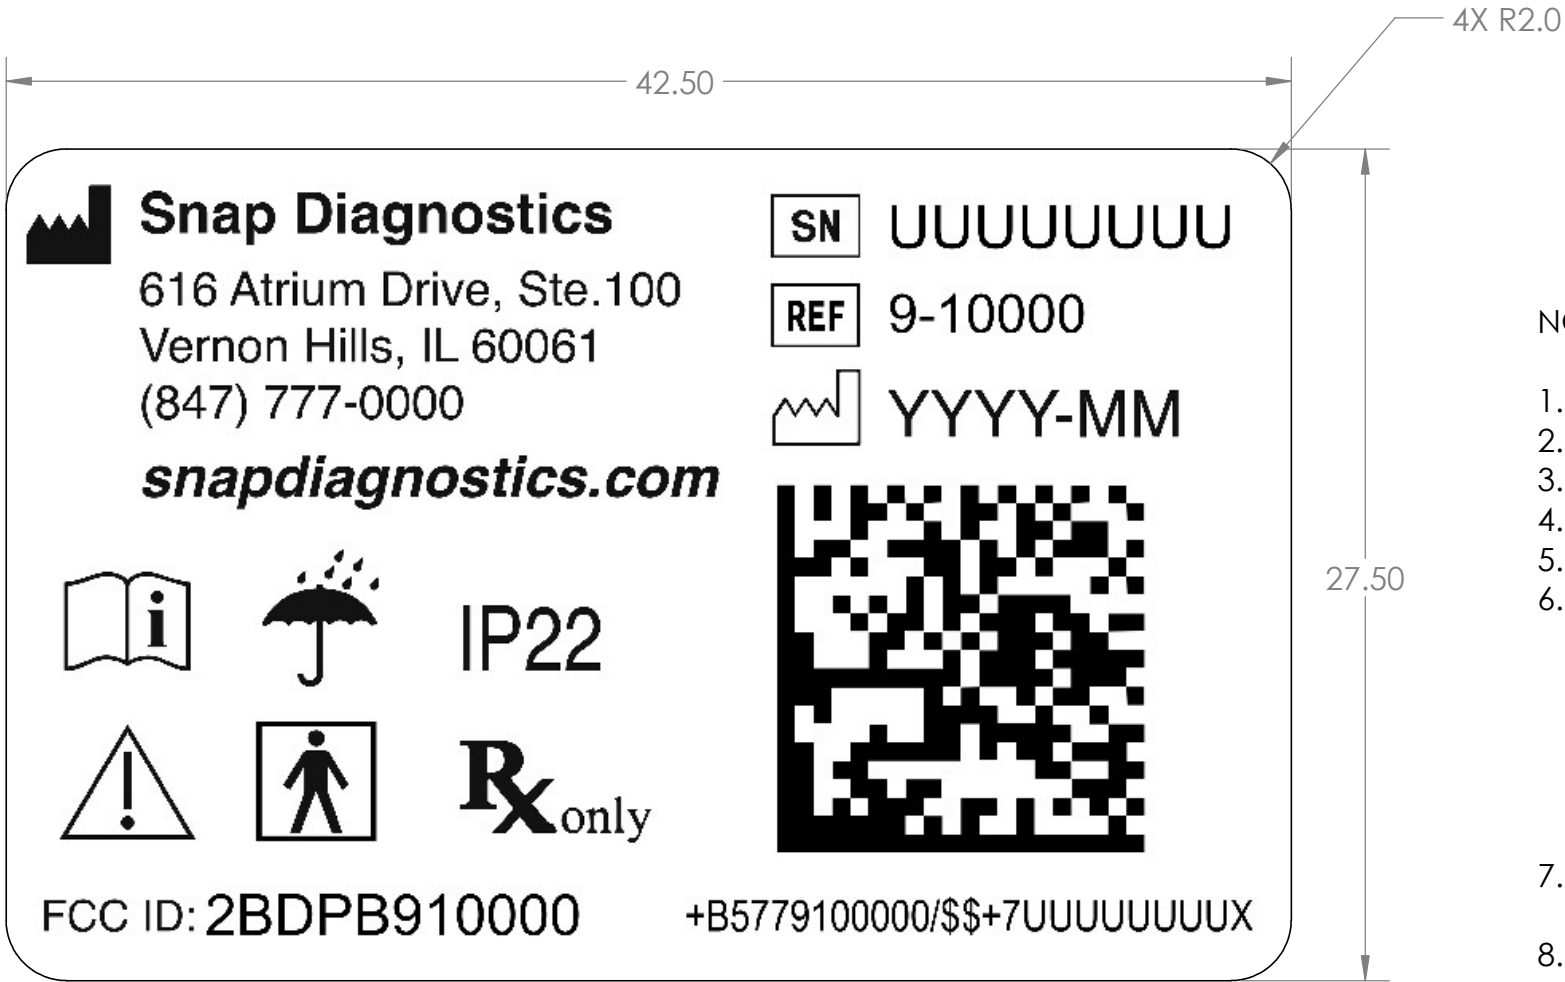 4X R2.0
42.50
Snap Diagnostics
616 Atrium Drive, Ste.100
Vernon Hills, IL 60061
(847) 777-0000
snapdiagnostics.com
SN UUUUUUUU
REF 9-10000
YYYY-MM
27.50
IP22
Rx only
FCC ID: 2BDPB910000
+B5779100000/$$+7UUUUUUUUX
1.
2.
3.
4.
5.
6.
7.
8.